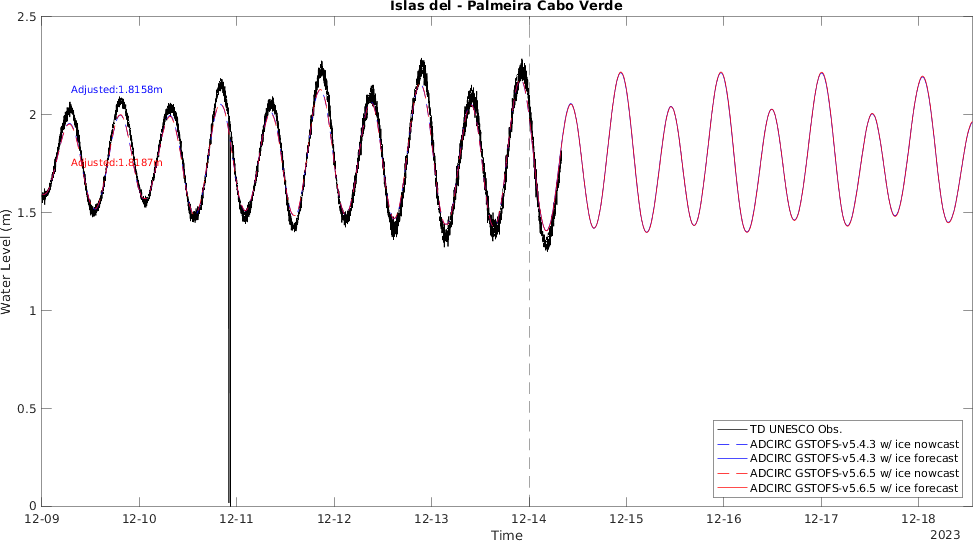 Islas del - Palmeira Cabo Verde
2.5
2
1.5
1
0.5
0
Water Level (m)
Adjusted:1.8158m
Adjusted:1.8187m
TD UNESCO Obs.
ADCIRC GSTOFS-v5.4.3 w/ ice nowcast
ADCIRC GSTOFS-v5.4.3 w/ ice forecast
ADCIRC GSTOFS-v5.6.5 w/ ice nowcast
ADCIRC GSTOFS-v5.6.5 w/ ice forecast
12-09 12-10 12-11 12-12 12-13 12-14 12-15 12-16 12-17 12-18
Time
2023